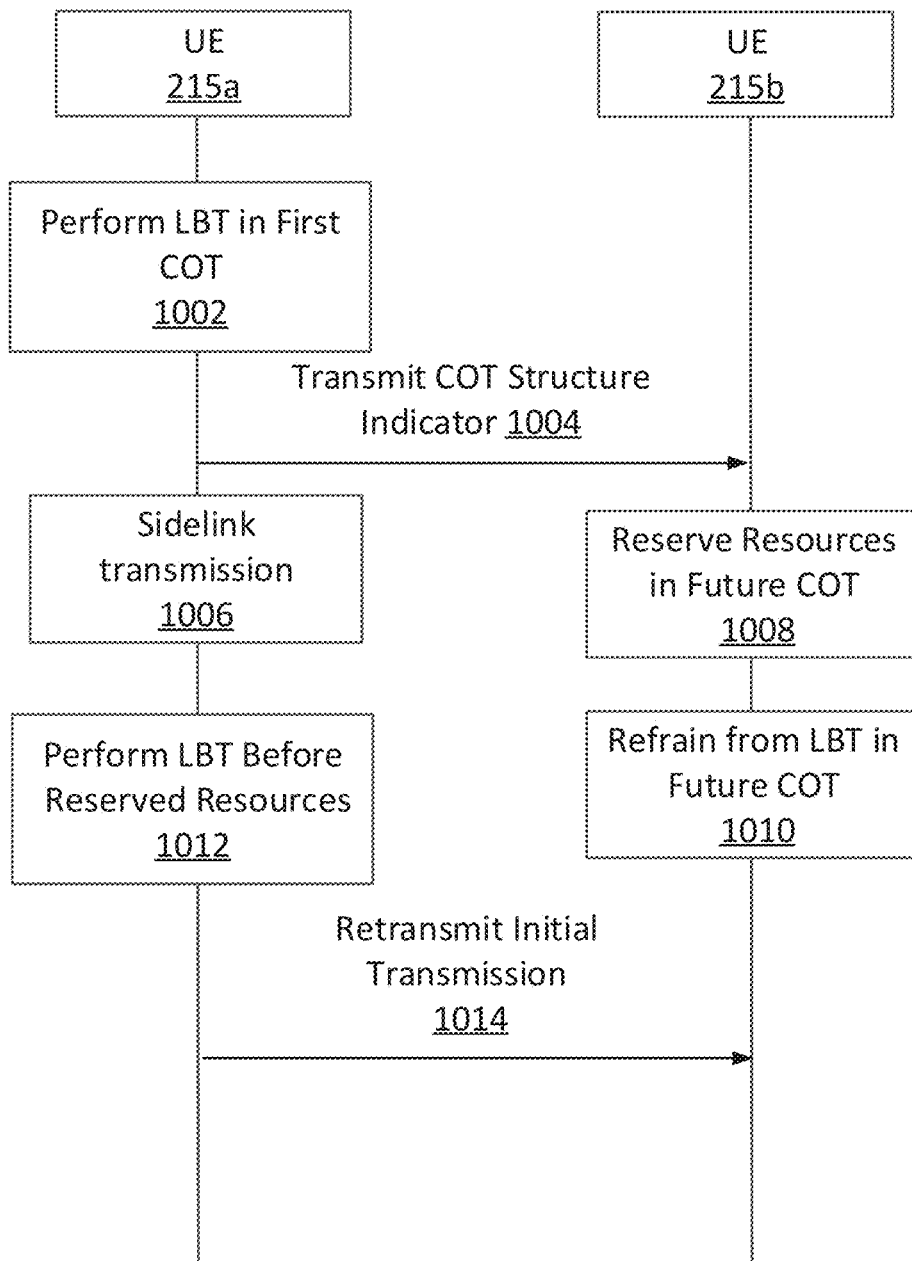 UE
215a
UE
215b
Perform LBT in First
COT
1002
Transmit COT Structure
Indicator 1004
Sidelink
transmission
1006
Reserve Resources
in Future COT
1008
Perform LBT Before
Reserved Resources
1012
Refrain from LBT in
Future COT
1010
Retransmit Initial
Transmission
1014